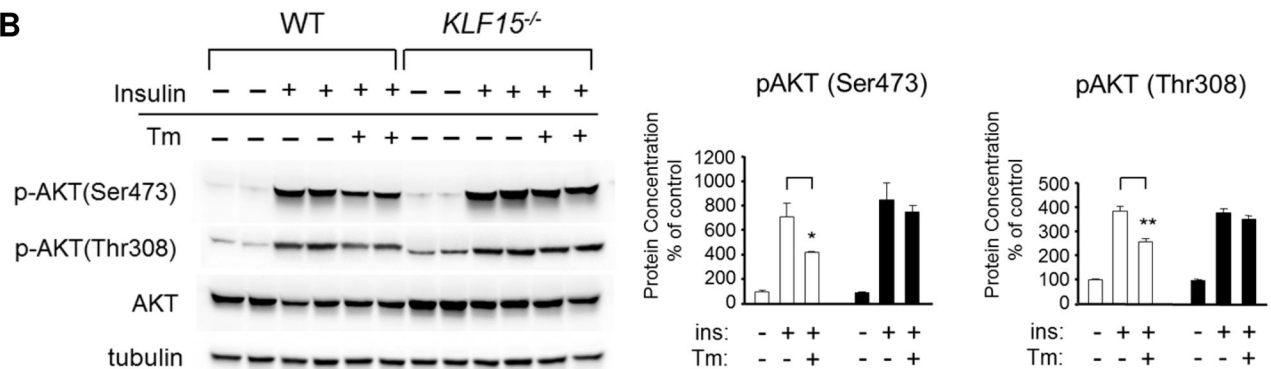 B
WT KLF15-/-
Insulin − − + + + + − − + + + +
Tm − − − − + + − − − − + +
p-AKT(Ser473)
p-AKT(Thr308)
AKT
tubulin
pAKT (Ser473)
Protein Concentration
% of control
1200
1000
800
600
400
200
0
*
ins: - + + - + +
Tm: - - + - - +
pAKT (Thr308)
Protein Concentration
% of control
500
400
300
200
100
0
**
ins: - + + - + +
Tm: - - + - - +